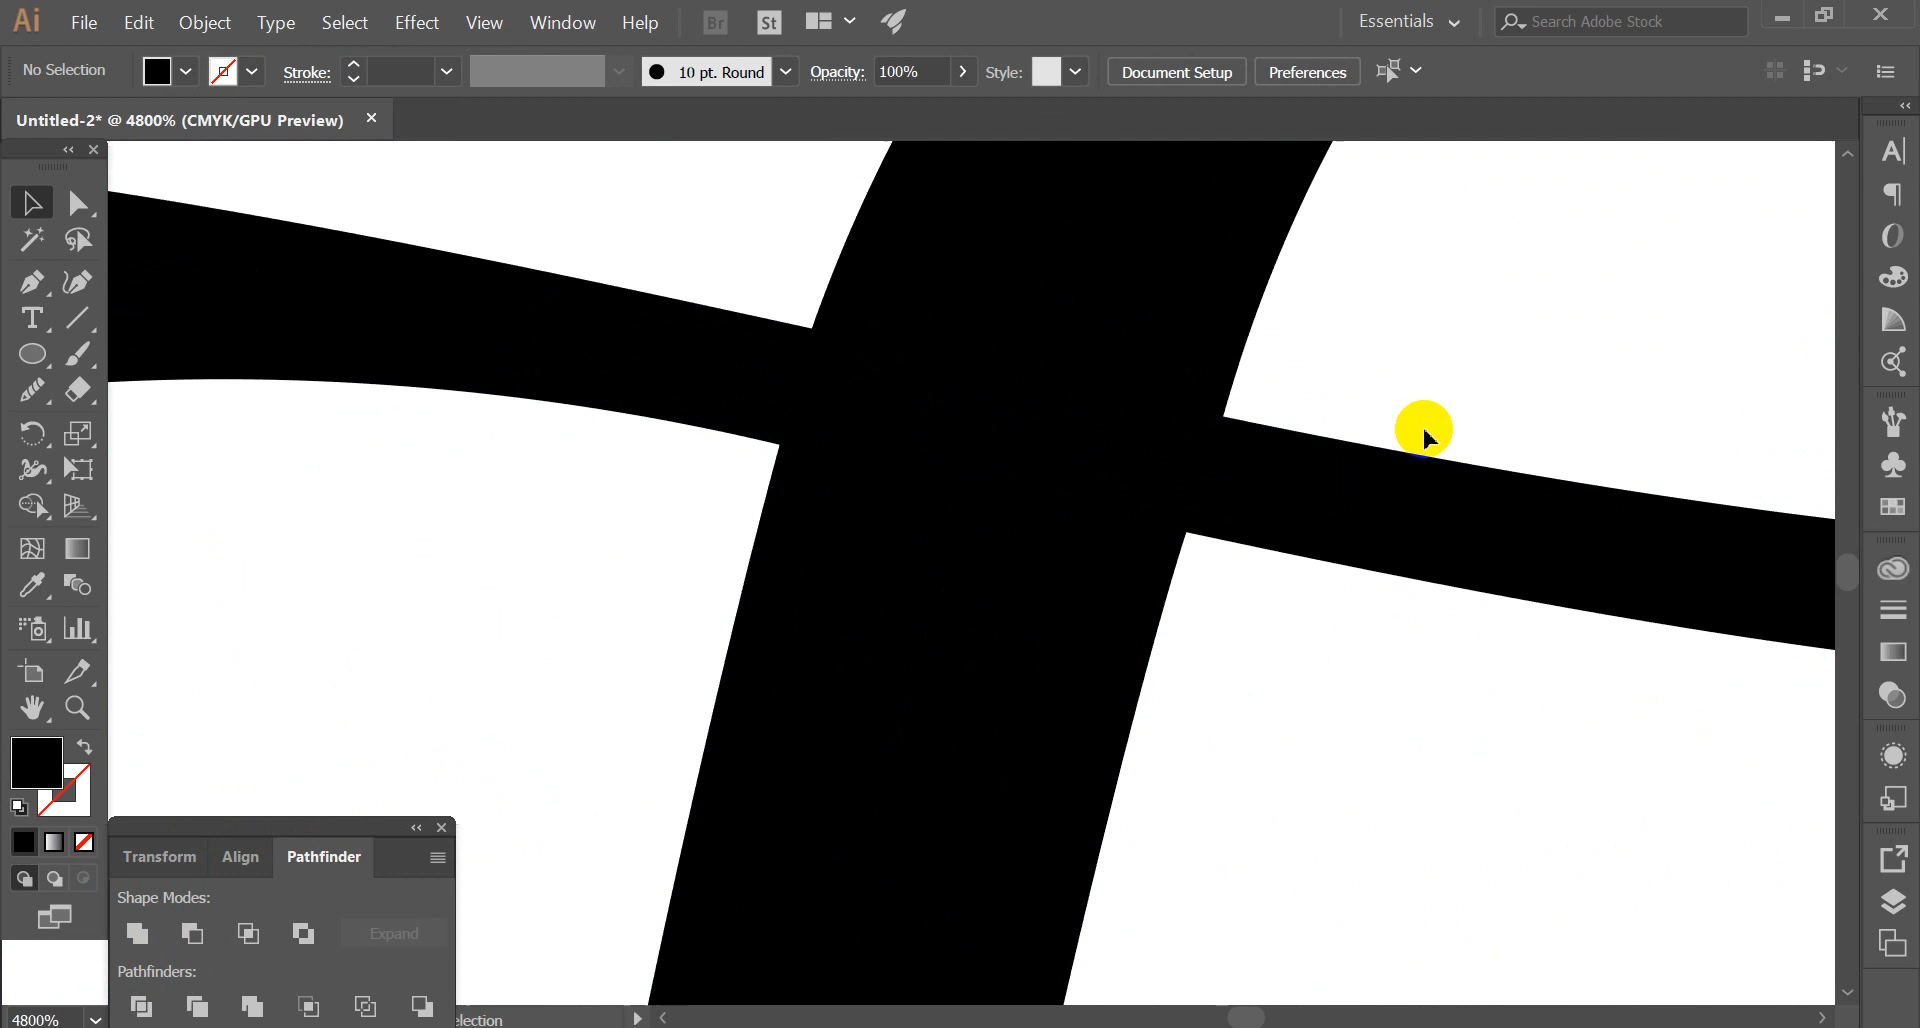 Ai File Edit Object Type Select Effect View Window Help Br St Essentials Search Adobe Stock
No Selection Stroke: 10 pt. Round Opacity: 100% Style: Document Setup Preferences
Untitled-2* @ 4800% (CMYK/GPU Preview)
Transform Align Pathfinder
Shape Modes:
Expand
Pathfinders:
4800% election